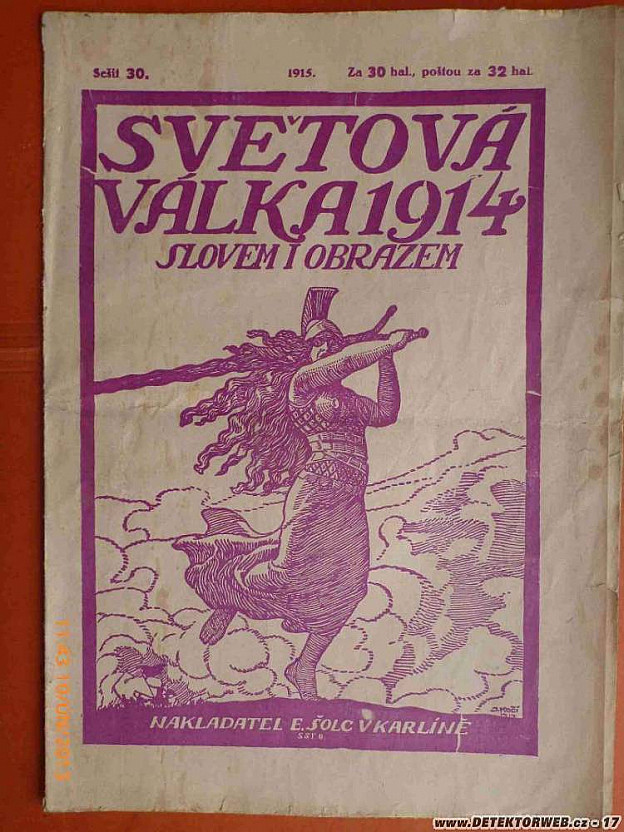 Sešit 30. 1915. Za 30 hal., poštou za 32 hal.
SVĚTOVÁ
VÁLKA 1914
SLOVEM I OBRAZEM
NAKLADATEL E. ŠOLC V KARLÍNĚ
www.DETEKTORWEB.cz - 17